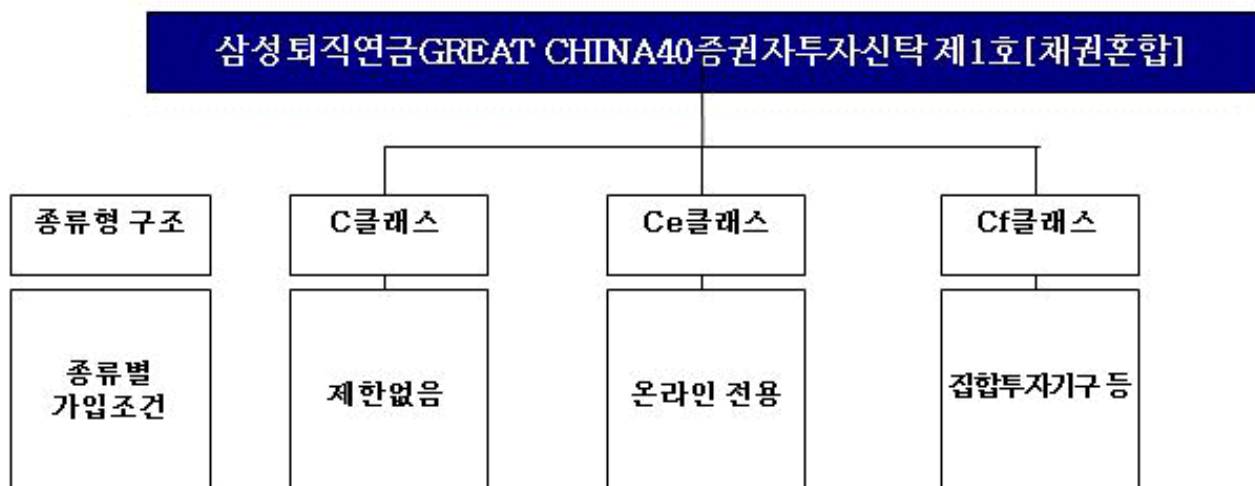 삼성퇴직연금GREAT CHINA40증권자투자신탁 제1호[채권혼합]
종류형 구조
C클래스
Ce클래스
Cf클래스
종류별
가입조건
제한없음
온라인 전용
집합투자기구 등